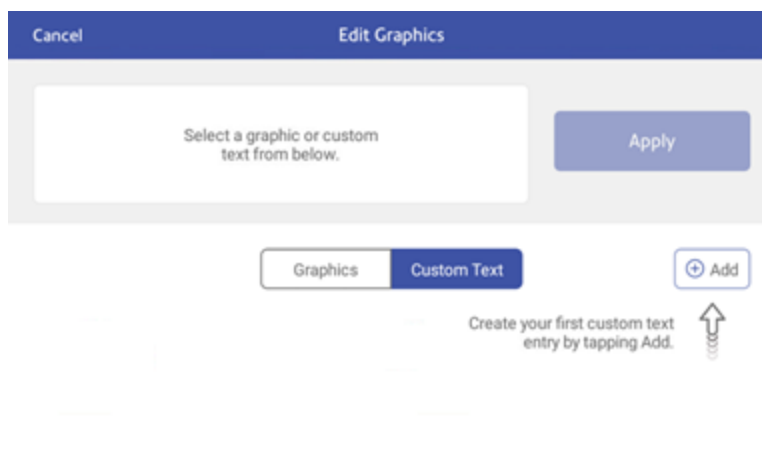 Cancel
Edit Graphics
Select a graphic or custom
text from below.
Apply
Graphics
Custom Text
Add
Create your first custom text
entry by tapping Add.